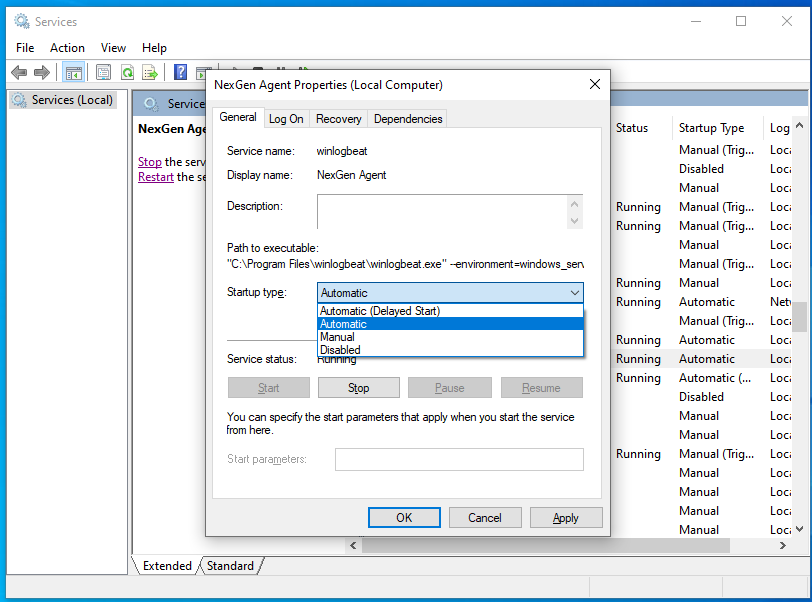 Services
File Action View Help
Services (Local)
Service
NexGen Age
Stop the serv
Restart the se
Status Startup Type Log
Manual (Trig... Loca
Disabled Loca
Manual Loca
Running Manual (Trig... Loca
Running Manual (Trig... Loca
Manual Loca
Manual (Trig... Loca
Running Manual Loca
Running Automatic Netw
Manual (Trig... Loca
Running Automatic Loca
Running Automatic Loca
Running Automatic (... Loca
Disabled Loca
Manual Loca
Manual Loca
Running Manual (Trig... Loca
Manual Loca
Manual Loca
Manual Loca
Manual Loca
NexGen Agent Properties (Local Computer)
General Log On Recovery Dependencies
Service name: winlogbeat
Display name: NexGen Agent
Description:
Path to executable:
"C:\Program Files\winlogbeat\winlogbeat.exe" --environment=windows_serv
Startup type: Automatic
Automatic (Delayed Start)
Automatic
Manual
Disabled
Service status: Running
Start Stop Pause Resume
You can specify the start parameters that apply when you start the service
from here.
Start parameters:
OK Cancel Apply
Extended Standard